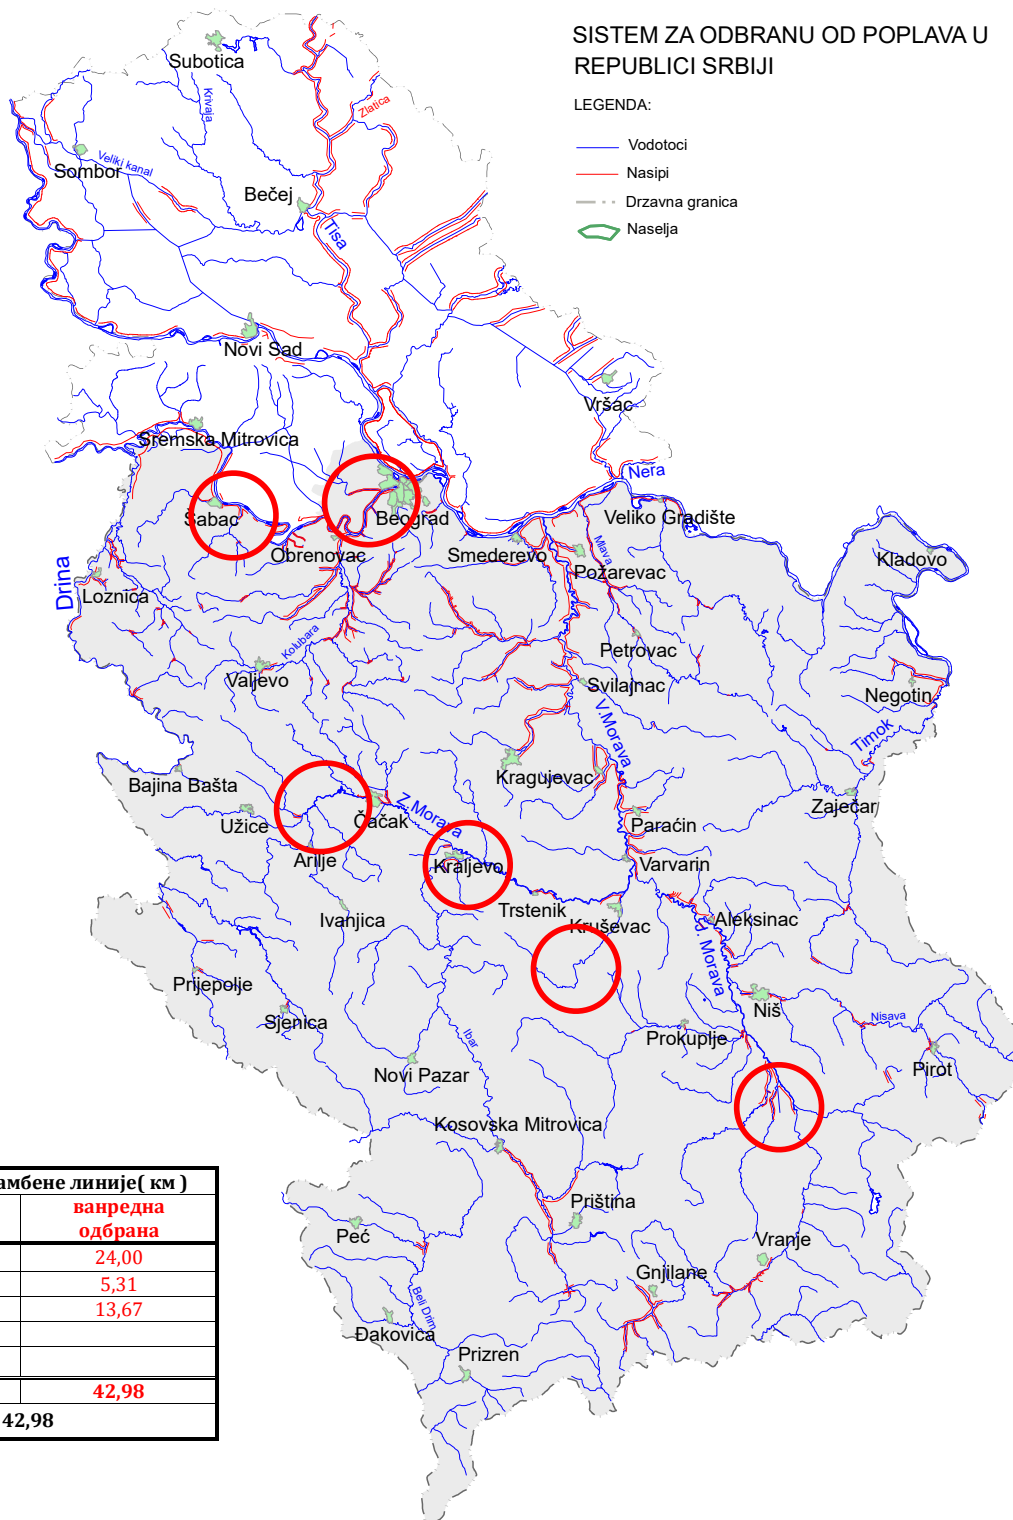 SISTEM ZA ODBRANU OD POPLAVA U
REPUBLICI SRBIJI
LEGENDA:
Vodotoci
Nasipi
Drzavna granica
Naselja
Subotica
Krivaja
Zlatica
Sombor
Veliki kanal
Bečej
Tisa
Novi Sad
Vršac
Sremska Mitrovica
Nera
Šabac
Beograd
Veliko Gradište
Obrenovac
Smederevo
Mlava
Kladovo
Drina
Požarevac
Loznica
Kolubara
Petrovac
Valjevo
Svilajnac
Negotin
V.Morava
Timok
Bajina Bašta
Kragujevac
Zaječar
Užice
Čačak
Z.Morava
Paraćin
Arilje
Kraljevo
Varvarin
Ivanjica
Trstenik
Kruševac
Aleksinac
J. Morava
Prijepolje
Niš
Sjenica
Ibar
Prokuplje
Nisava
Novi Pazar
Pirot
Kosovska Mitrovica
Priština
Peć
Vranje
Gnjilane
Beli Drim
Đakovica
Prizren
амбене линије( км )
ванредна
одбрана
24,00
5,31
13,67
42,98
42,98